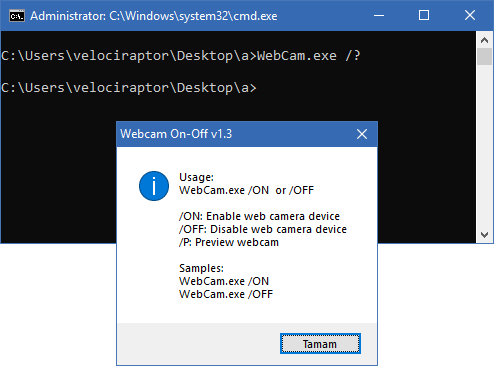 Administrator: C:\Windows\system32\cmd.exe
C:\Users\velociraptor\Desktop\a>WebCam.exe /?
C:\Users\velociraptor\Desktop\a>
Webcam On-Off v1.3
Usage:
WebCam.exe /ON  or /OFF
/ON: Enable web camera device
/OFF: Disable web camera device
/P: Preview webcam
Samples:
WebCam.exe /ON
WebCam.exe /OFF
Tamam